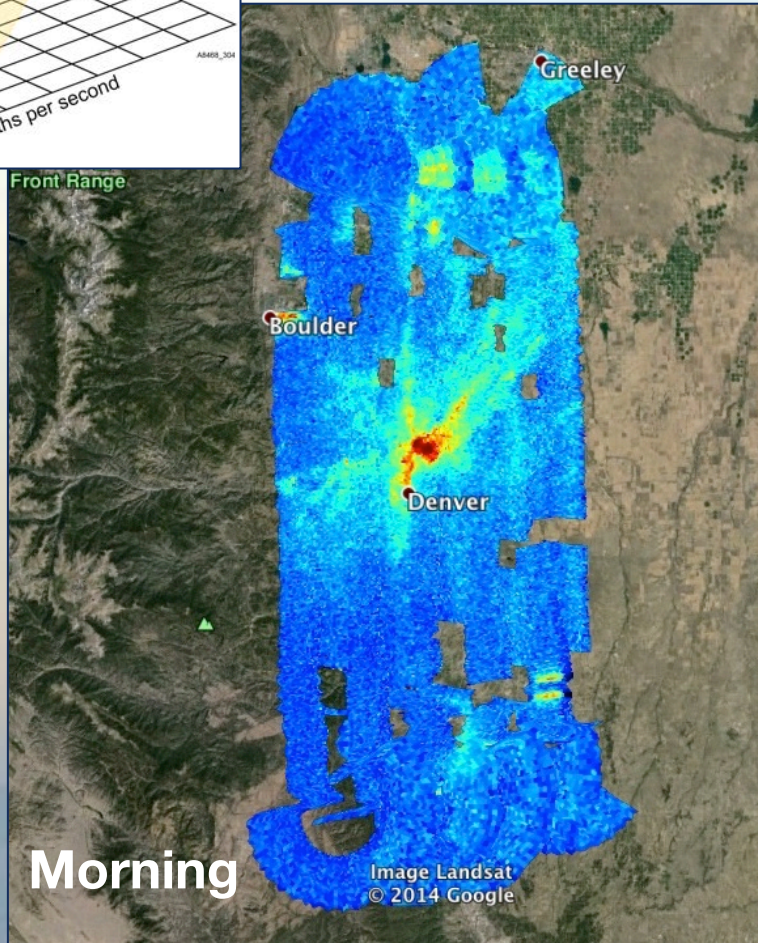 A8468_304
ths per second
Greeley
Front Range
Boulder
Denver
Morning
Image Landsat
© 2014 Google